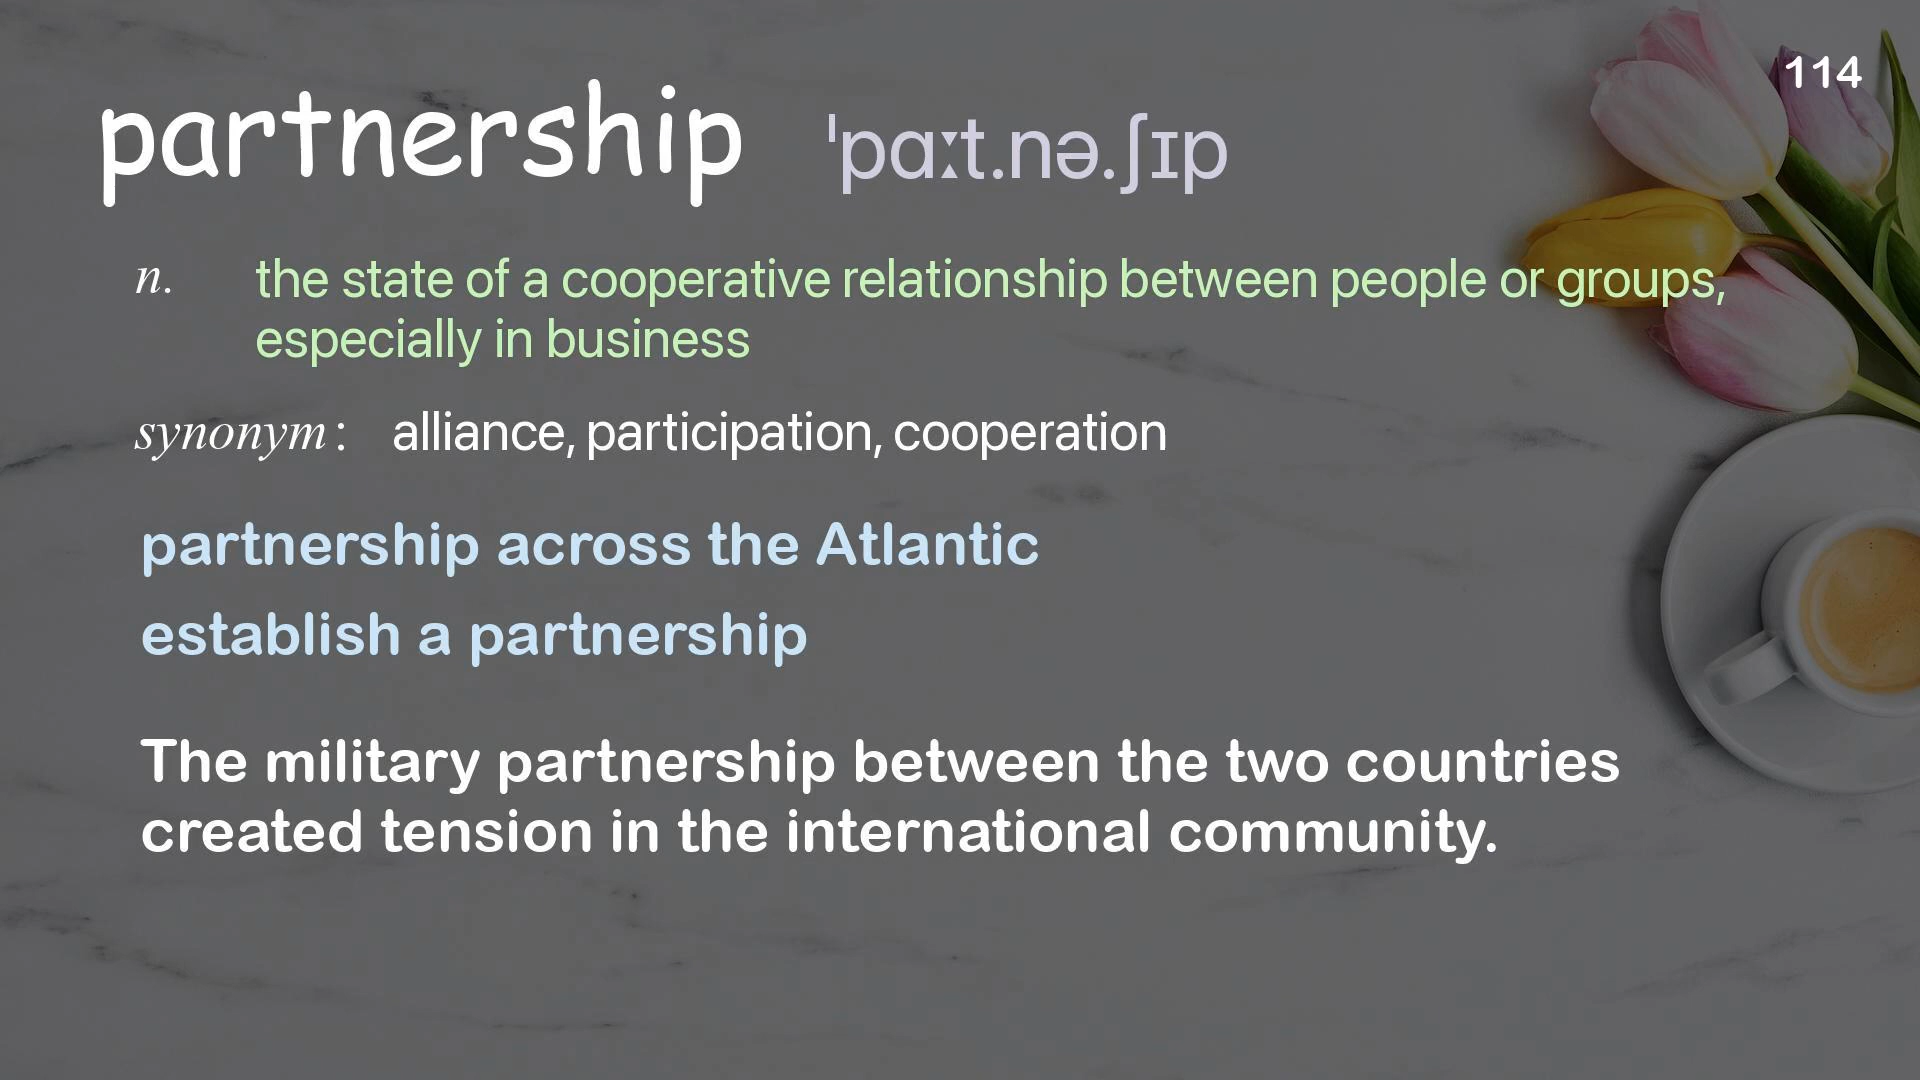 114
partnership ˈpɑːt.nə.ʃɪp
n. the state of a cooperative relationship between people or groups,
especially in business
synonym: alliance, participation, cooperation
partnership across the Atlantic
establish a partnership
The military partnership between the two countries
created tension in the international community.